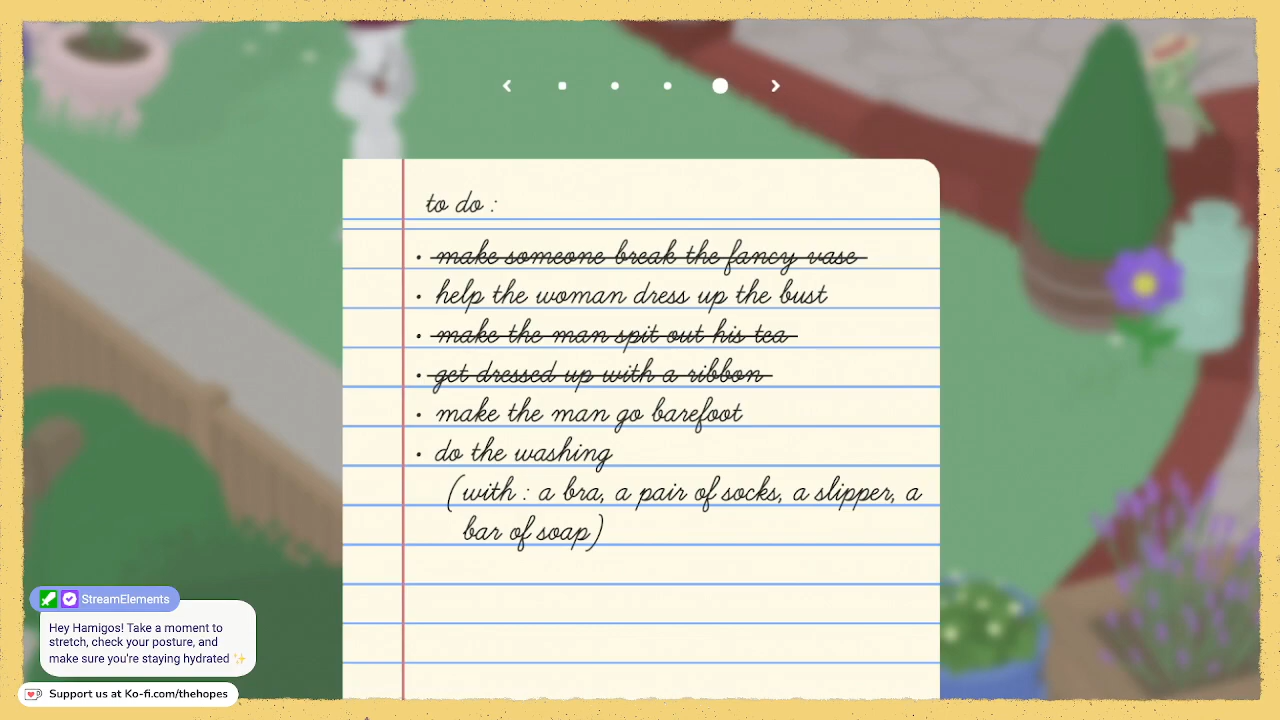 to do :
• make someone break the fancy vase
• help the woman dress up the bust
• make the man spit out his tea
• get dressed up with a ribbon
• make the man go barefoot
• do the washing
(with : a bra, a pair of socks, a slipper, a
bar of soap)
StreamElements
Hey Hamigos! Take a moment to
stretch, check your posture, and
make sure you're staying hydrated ✨
Support us at Ko-fi.com/thehopes